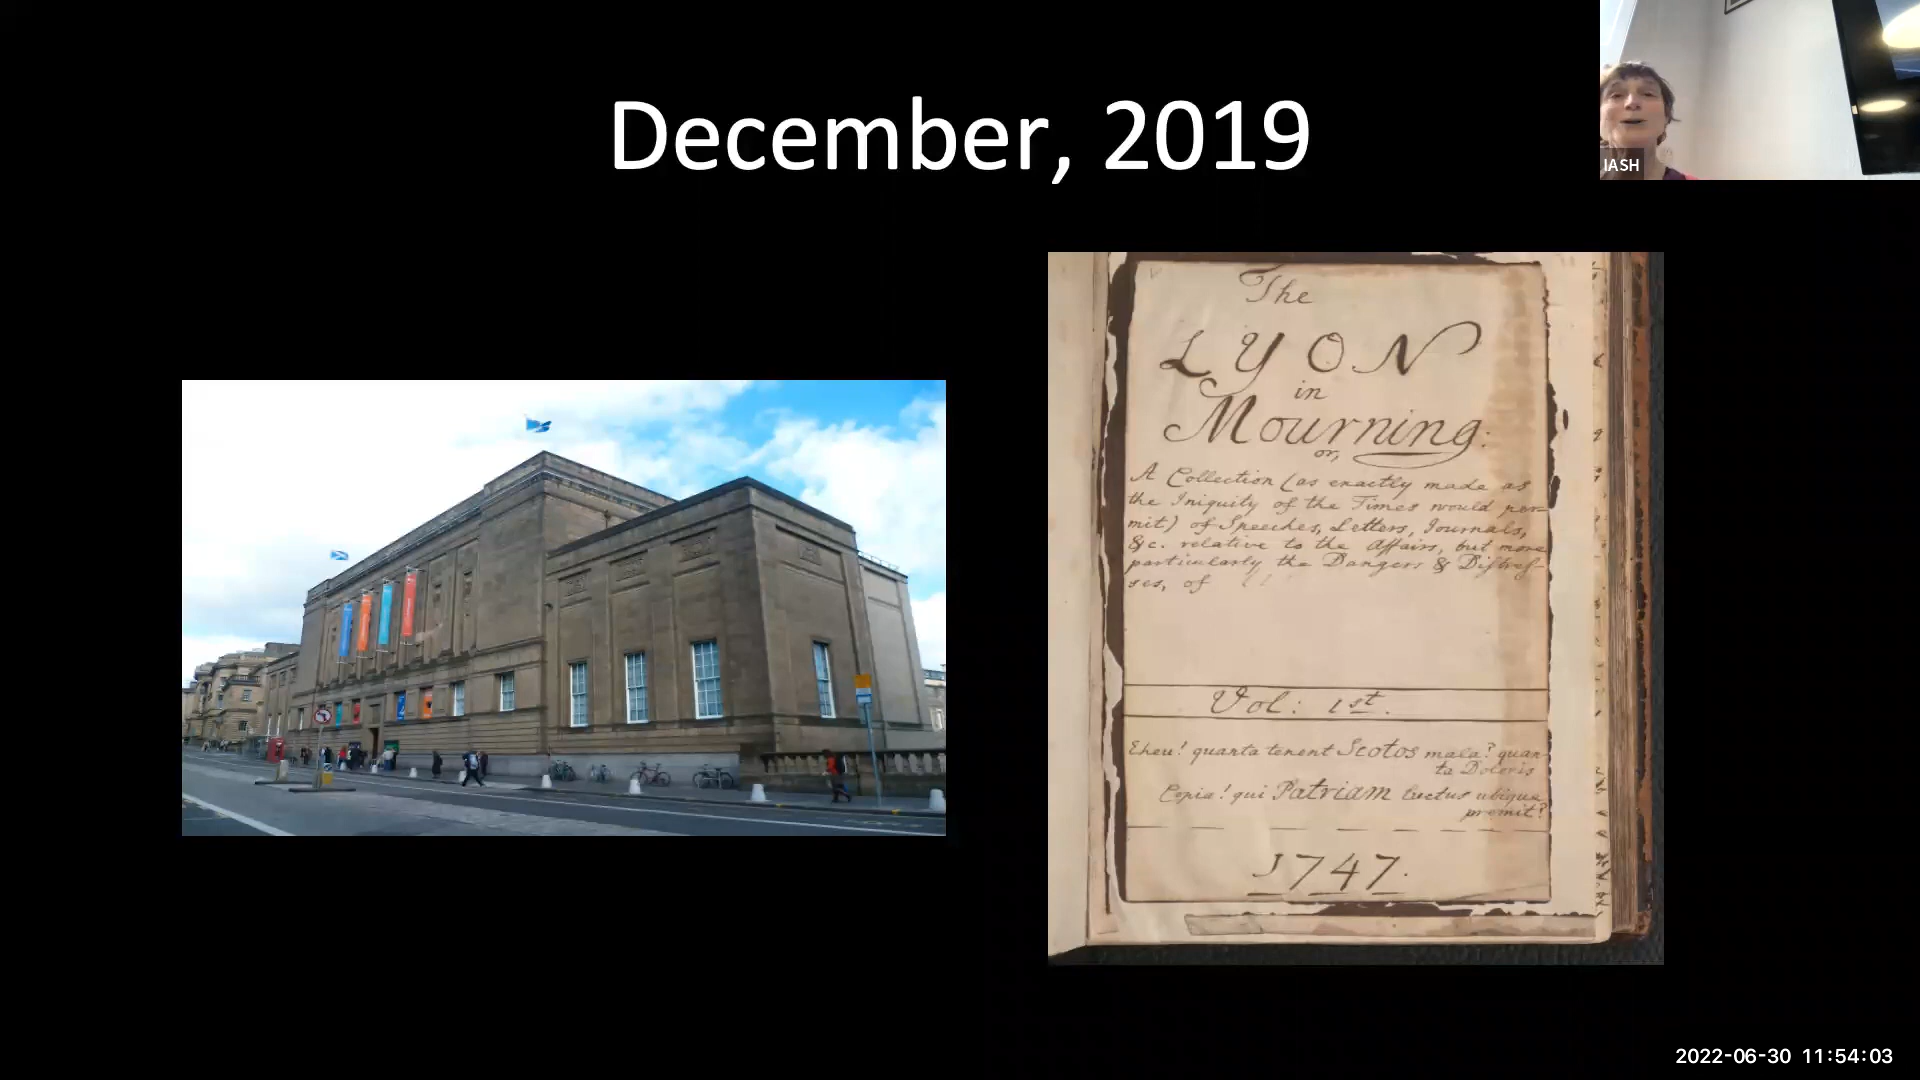 December, 2019
IASH
The
LYON
in
Mourning:
or,
A Collection (as exactly made as
the Iniquity of the Times would per-
mit) of Speeches, Letters, Journals,
&c. relative to the Affairs, but more
particularly the Dangers & Distres-
ses, of
Vol: 1st.
Eheu! quanta tenent Scotos mala? quan-
ta Doloris
Copia! qui Patriam luctus ubique
premit?
1747.
2022-06-30 11:54:03